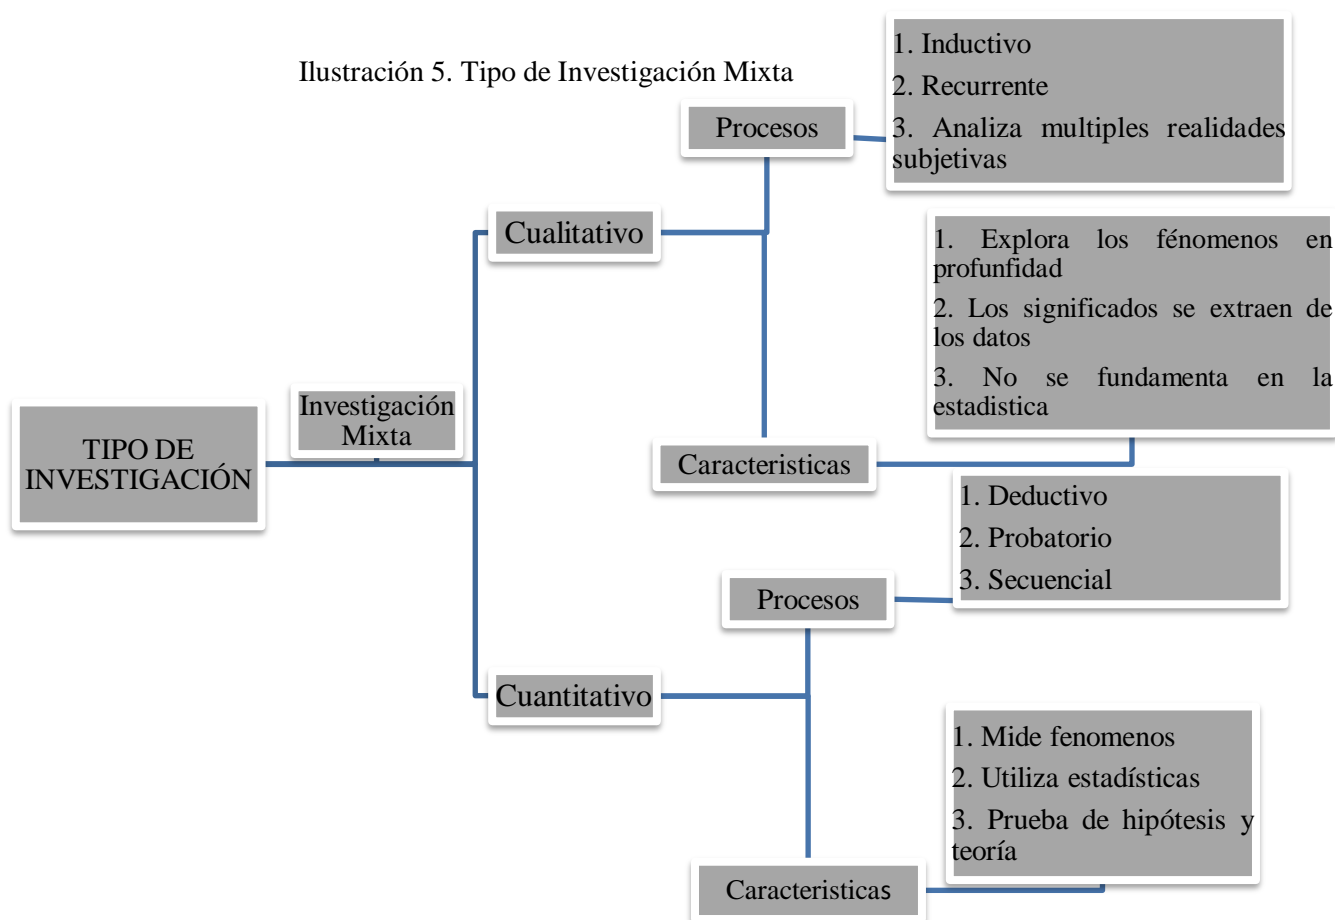 Ilustración 5. Tipo de Investigación Mixta
TIPO DE
INVESTIGACIÓN
Investigación
Mixta
Cualitativo
Procesos
1. Inductivo
2. Recurrente
3. Analiza multiples realidades
subjetivas
Caracteristicas
1. Explora los fénomenos en
profunfidad
2. Los significados se extraen de
los datos
3. No se fundamenta en la
estadistica
Cuantitativo
Procesos
1. Deductivo
2. Probatorio
3. Secuencial
Caracteristicas
1. Mide fenomenos
2. Utiliza estadísticas
3. Prueba de hipótesis y
teoría